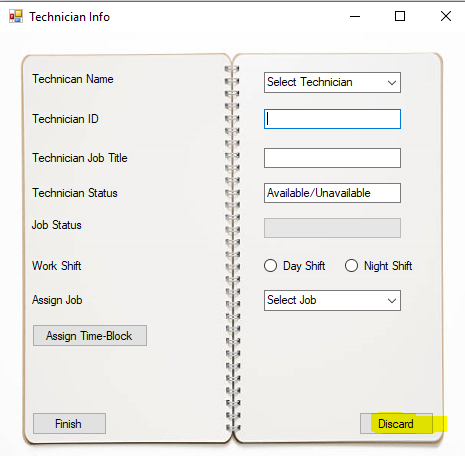 Technician Info
Technican Name Select Technician
Technician ID
Technician Job Title
Technician Status Available/Unavailable
Job Status
Work Shift Day Shift Night Shift
Assign Job Select Job
Assign Time-Block
Finish Discard